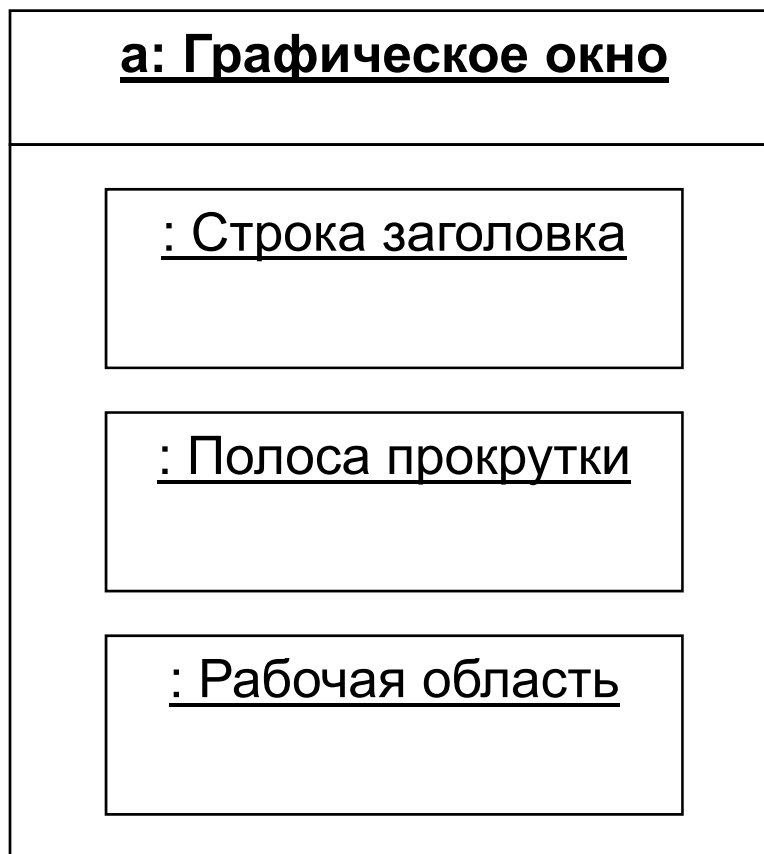 а: Графическое окно
: Строка заголовка
: Полоса прокрутки
: Рабочая область